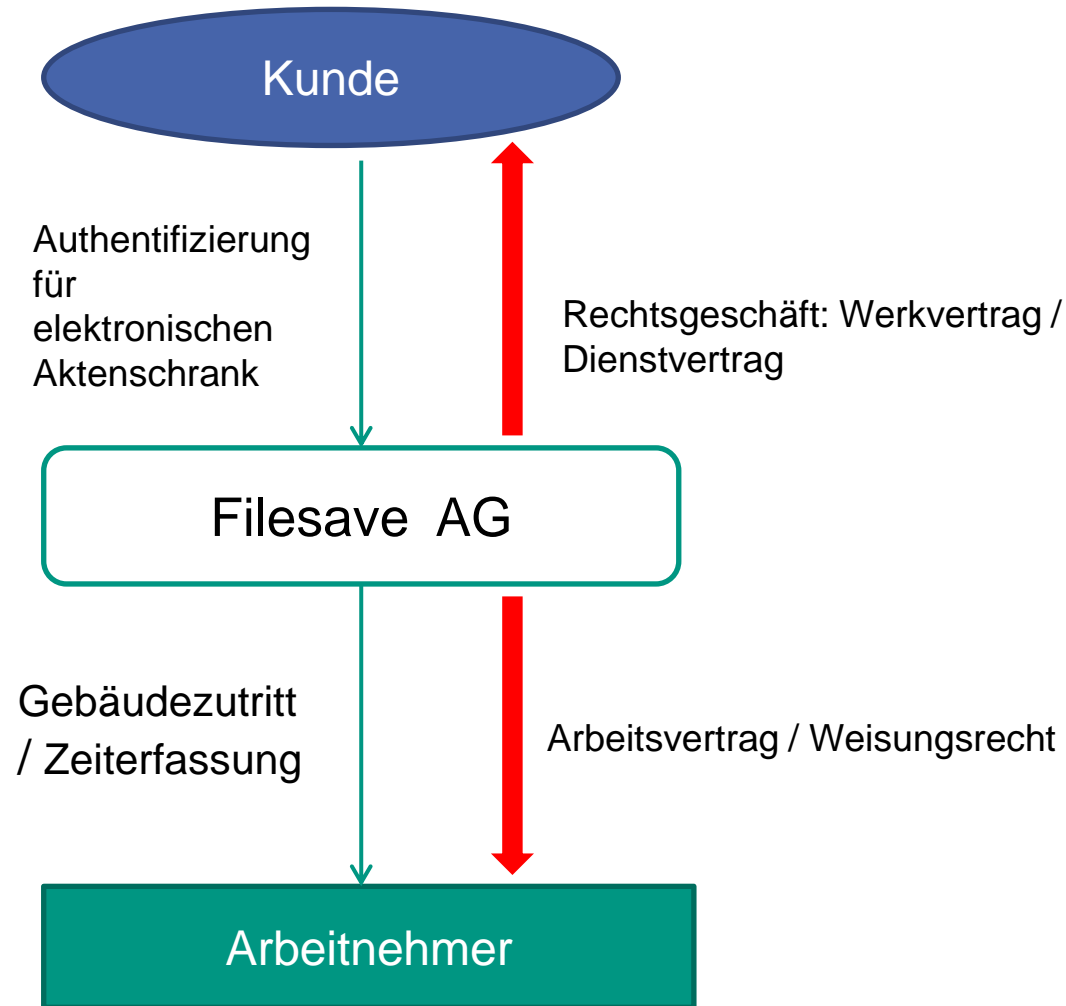 Kunde
Authentifizierung
für
elektronischen
Aktenschrank
Rechtsgeschäft: Werkvertrag /
Dienstvertrag
Filesave AG
Gebäudezutritt
/ Zeiterfassung
Arbeitsvertrag / Weisungsrecht
Arbeitnehmer